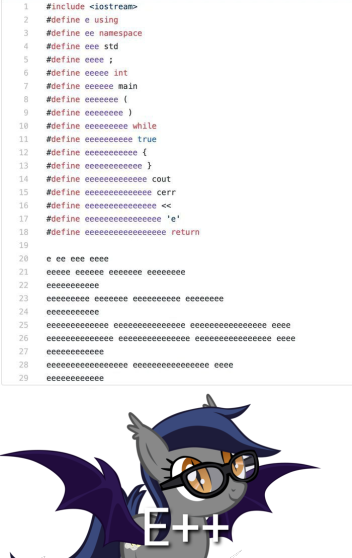 1 #include <iostream>
2 #define e using
3 #define ee namespace
4 #define eee std
5 #define eeee ;
6 #define eeeee int
7 #define eeeeee main
8 #define eeeeeee (
9 #define eeeeeeee )
10 #define eeeeeeeee while
11 #define eeeeeeeeee true
12 #define eeeeeeeeeee {
13 #define eeeeeeeeeeee }
14 #define eeeeeeeeeeeee cout
15 #define eeeeeeeeeeeeee cerr
16 #define eeeeeeeeeeeeeee <<
17 #define eeeeeeeeeeeeeeee 'e'
18 #define eeeeeeeeeeeeeeeee return
19
20 e ee eee eeee
21 eeeee eeeeee eeeeeee eeeeeeee
22 eeeeeeeeeee
23 eeeeeeeee eeeeeee eeeeeeeeee eeeeeeee
24 eeeeeeeeeee
25 eeeeeeeeeeeee eeeeeeeeeeeeeee eeeeeeeeeeeeeeee eeee
26 eeeeeeeeeeeeee eeeeeeeeeeeeeee eeeeeeeeeeeeeeee eeee
27 eeeeeeeeeeee
28 eeeeeeeeeeeeeeeee eeeeeeeeeeeeeeee eeee
29 eeeeeeeeeeee
E++